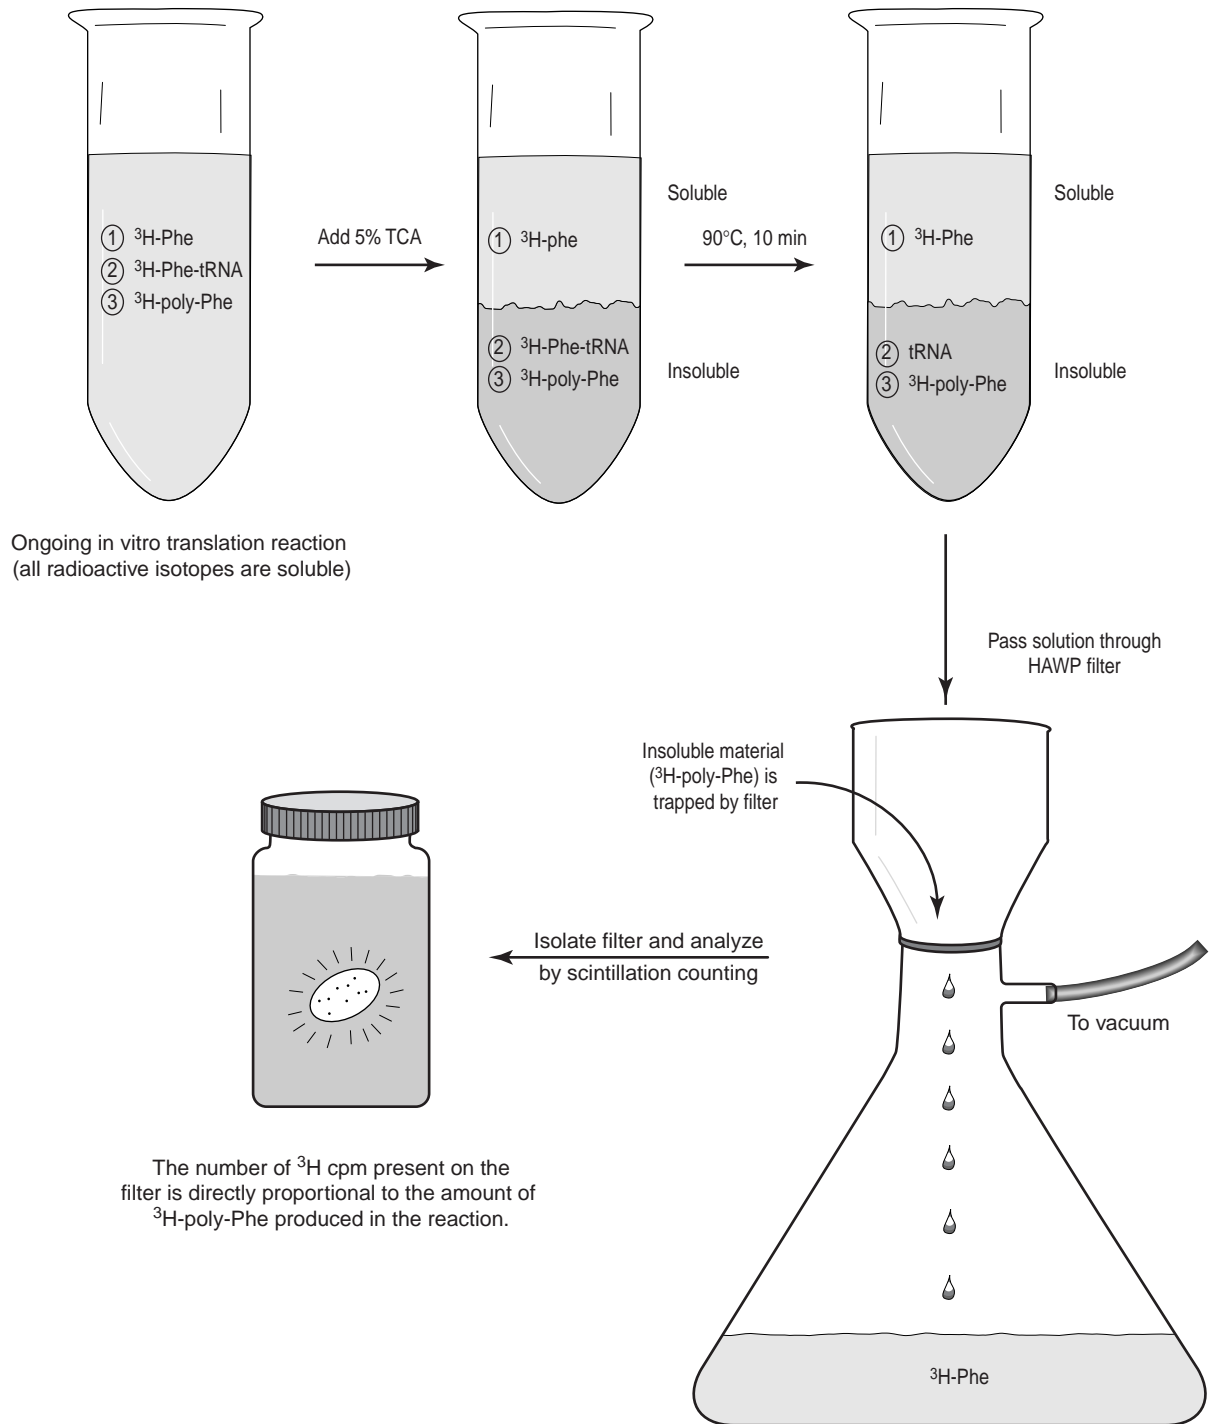 ① ³H-Phe
② ³H-Phe-tRNA
③ ³H-poly-Phe
Add 5% TCA
① ³H-phe
② ³H-Phe-tRNA
③ ³H-poly-Phe
Soluble
Insoluble
90°C, 10 min
① ³H-Phe
② tRNA
③ ³H-poly-Phe
Soluble
Insoluble
Ongoing in vitro translation reaction
(all radioactive isotopes are soluble)
Pass solution through
HAWP filter
Insoluble material
(³H-poly-Phe) is
trapped by filter
Isolate filter and analyze
by scintillation counting
To vacuum
The number of ³H cpm present on the
filter is directly proportional to the amount of
³H-poly-Phe produced in the reaction.
³H-Phe